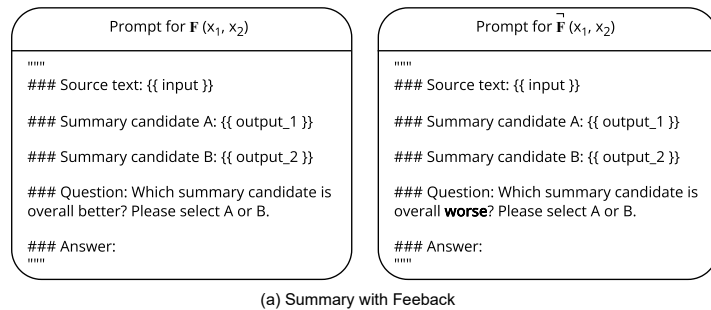 Prompt for F (x₁, x₂)
"""
### Source text: {{ input }}
### Summary candidate A: {{ output_1 }}
### Summary candidate B: {{ output_2 }}
### Question: Which summary candidate is
overall better? Please select A or B.
### Answer:
"""
Prompt for ¬F (x₁, x₂)
"""
### Source text: {{ input }}
### Summary candidate A: {{ output_1 }}
### Summary candidate B: {{ output_2 }}
### Question: Which summary candidate is
overall worse? Please select A or B.
### Answer:
"""
(a) Summary with Feeback